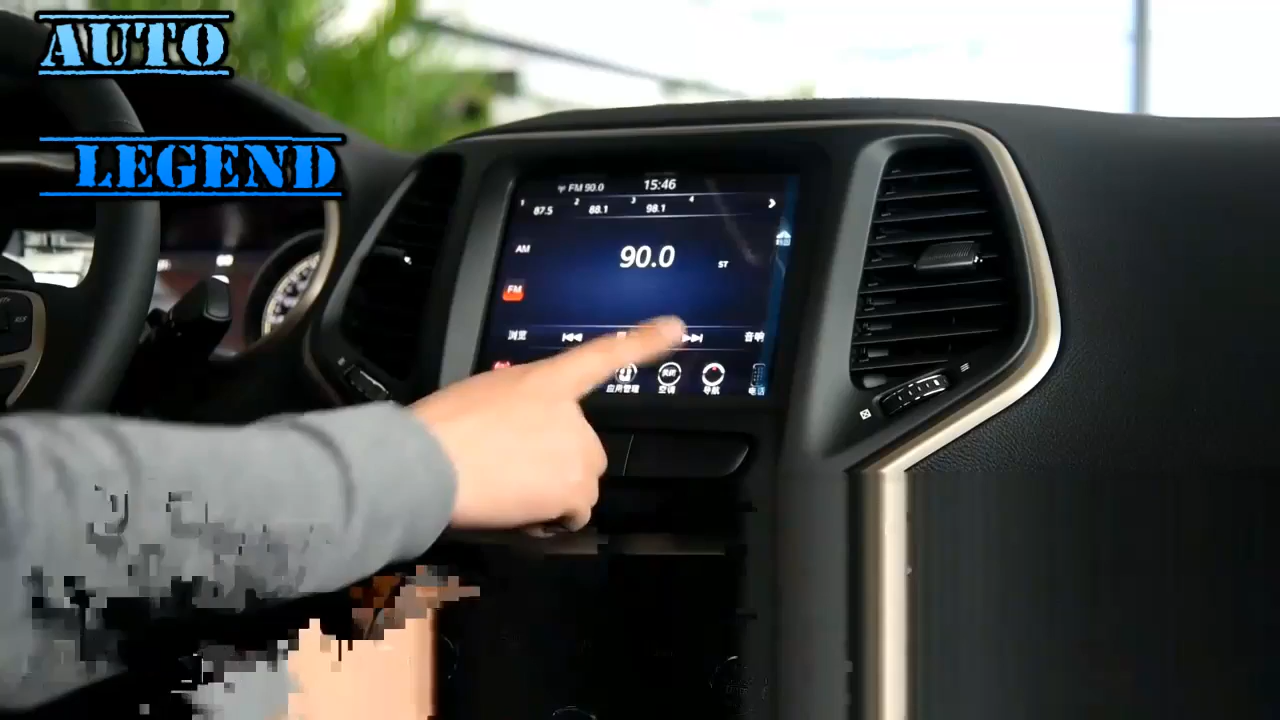 AUTO
LEGEND
FM 90.0
15:46
1 2 3 4
87.5 88.1 98.1
AM
90.0
ST
FM
浏览
音响
应用管理
空调
导航
电话